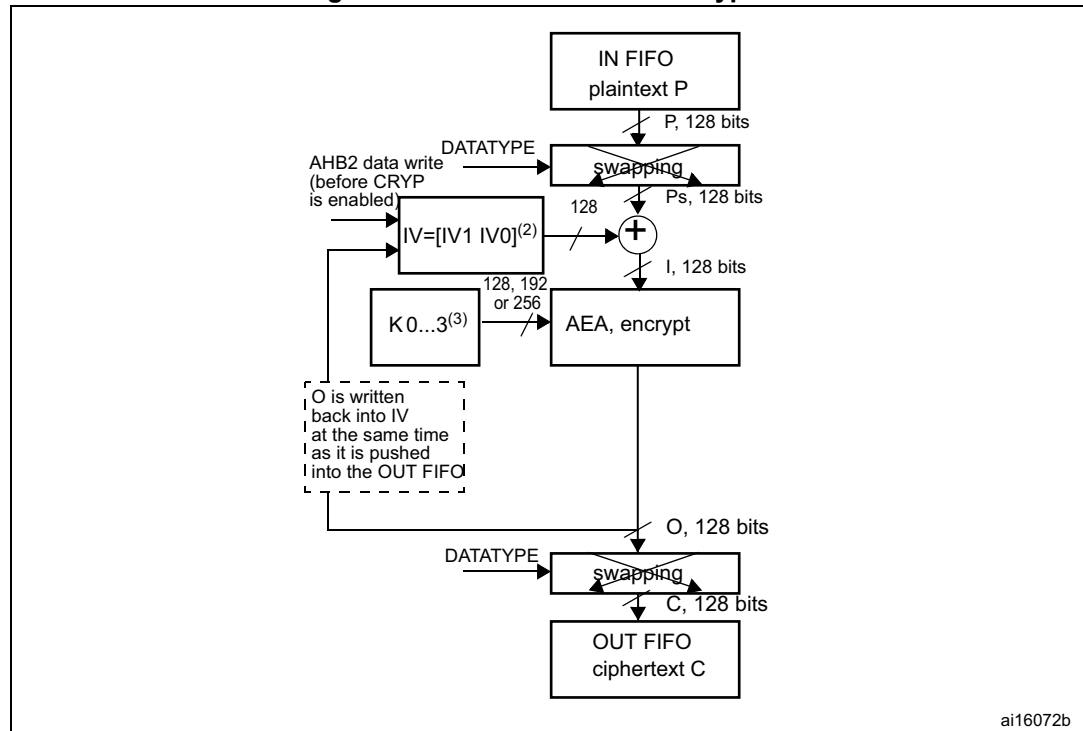 IN FIFO
plaintext P
P, 128 bits
DATATYPE
swapping
AHB2 data write
(before CRYP
is enabled)
Ps, 128 bits
128
IV=[IV1 IV0](2)
+
I, 128 bits
128, 192
or 256
K 0...3(3)
AEA, encrypt
O is written
back into IV
at the same time
as it is pushed
into the OUT FIFO
O, 128 bits
DATATYPE
swapping
C, 128 bits
OUT FIFO
ciphertext C
ai16072b